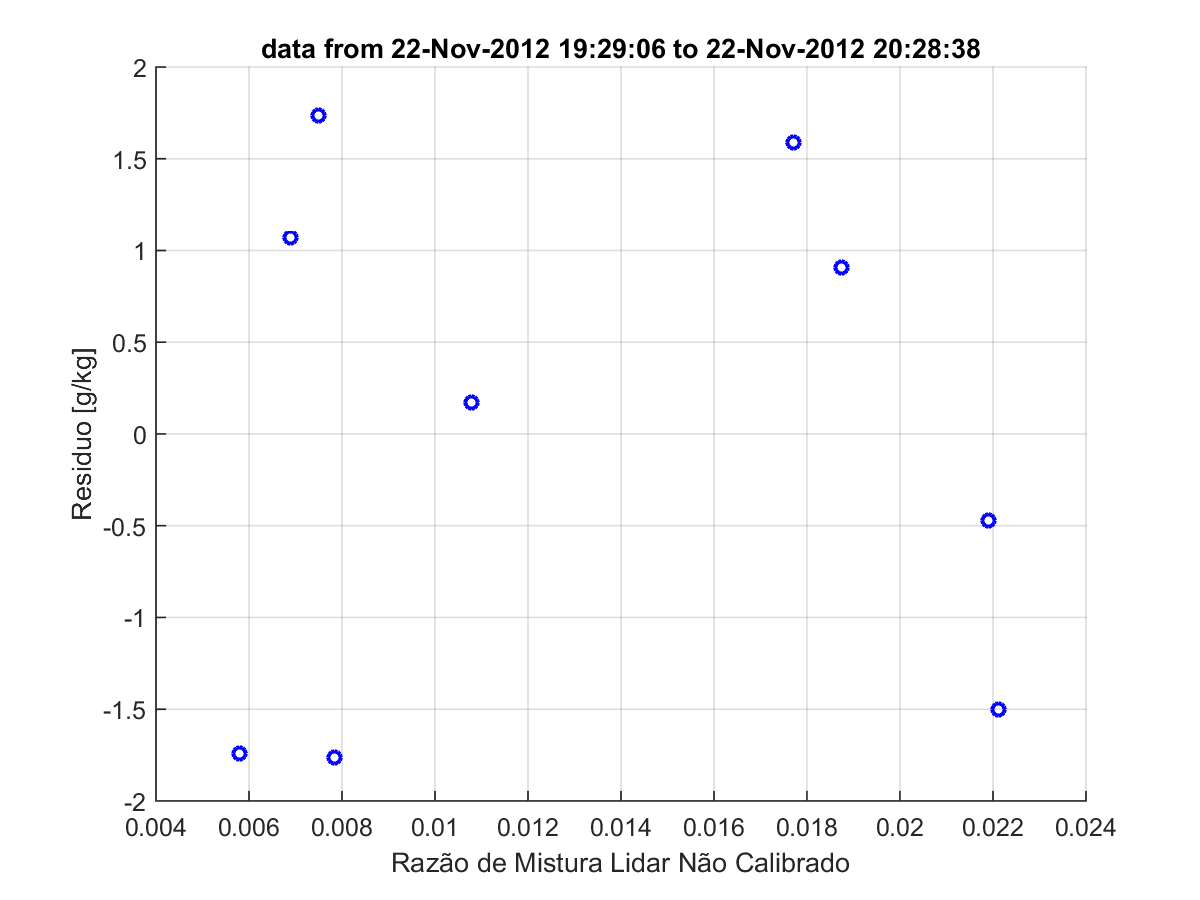 data from 22-Nov-2012 19:29:06 to 22-Nov-2012 20:28:38
2
1.5
1
0.5
0
-0.5
-1
-1.5
-2
Residuo [g/kg]
0.004 0.006 0.008 0.01 0.012 0.014 0.016 0.018 0.02 0.022 0.024
Razão de Mistura Lidar Não Calibrado